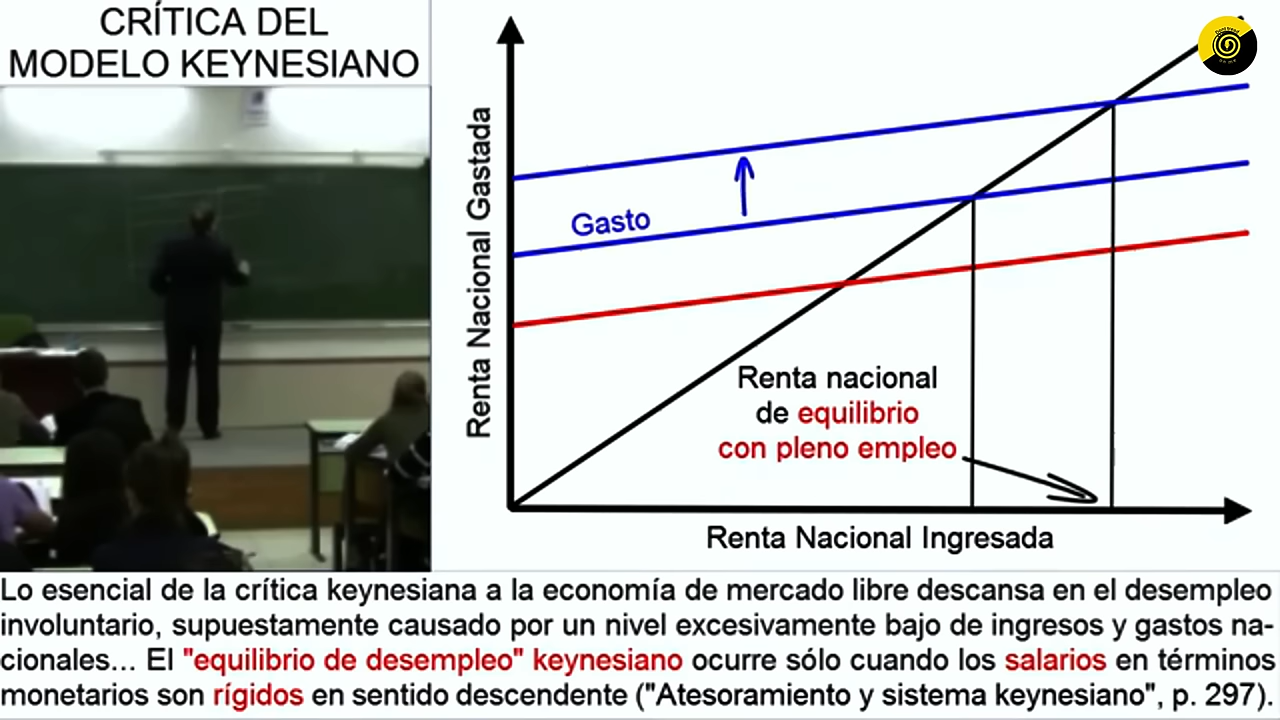 CRÍTICA DEL
MODELO KEYNESIANO
Renta Nacional Gastada
Gasto
Renta nacional
de equilibrio
con pleno empleo
Renta Nacional Ingresada
Lo esencial de la crítica keynesiana a la economía de mercado libre descansa en el desempleo
involuntario, supuestamente causado por un nivel excesivamente bajo de ingresos y gastos na-
cionales... El "equilibrio de desempleo" keynesiano ocurre sólo cuando los salarios en términos
monetarios son rígidos en sentido descendente ("Atesoramiento y sistema keynesiano", p. 297).